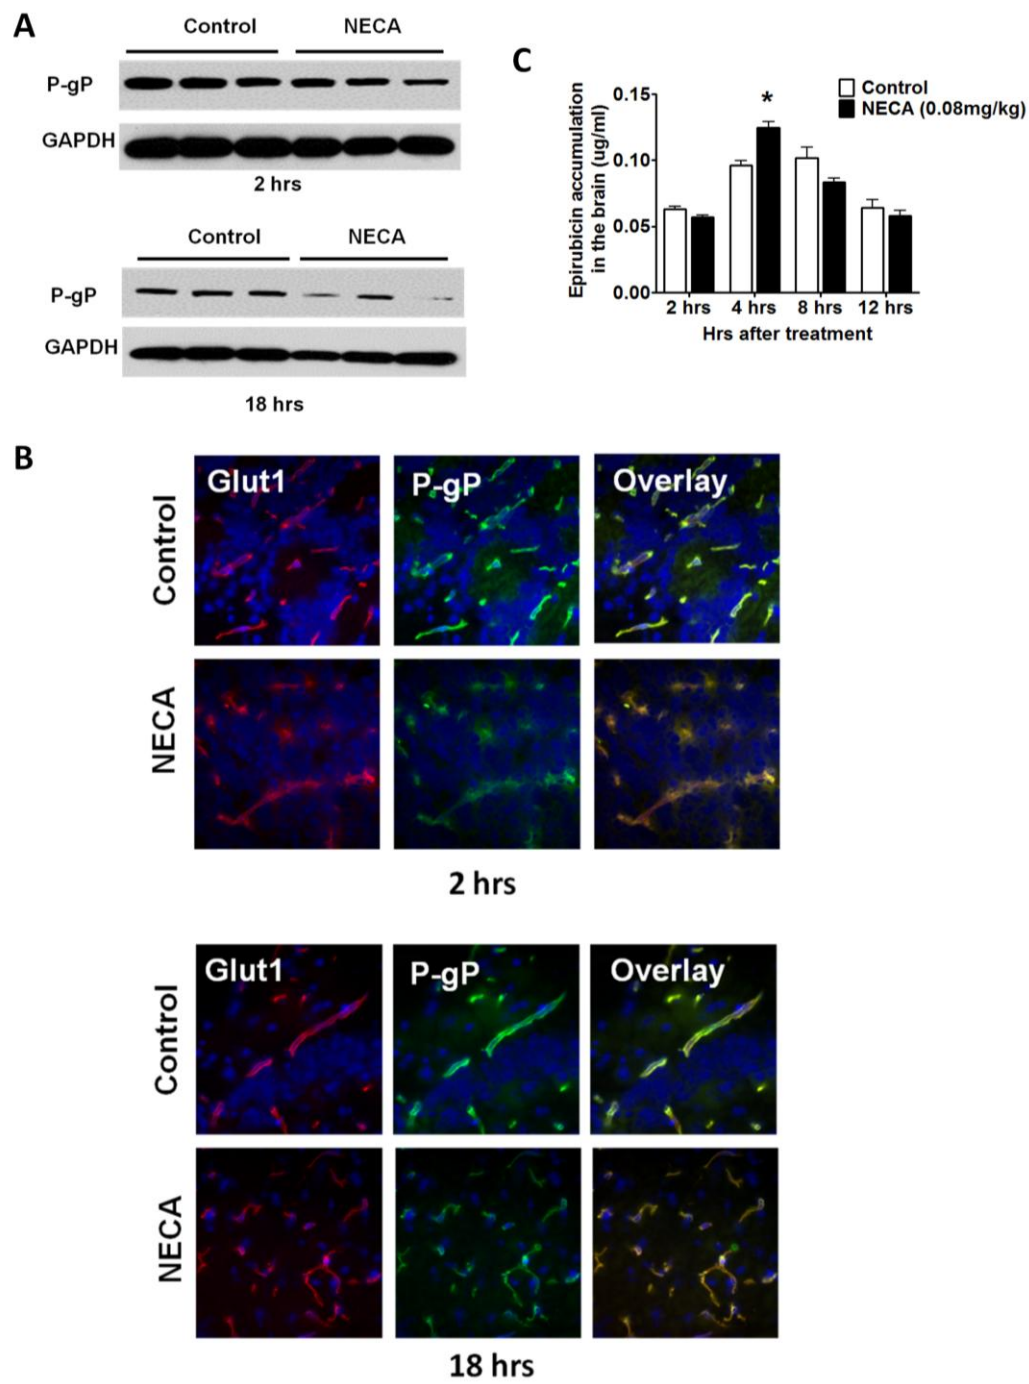 A
Control NECA
P-gP
GAPDH
2 hrs
Control NECA
P-gP
GAPDH
18 hrs
C
Control
NECA (0.08mg/kg)
Epirubicin accumulation
in the brain (ug/ml)
0.15
*
0.10
0.05
0.00
2 hrs 4 hrs 8 hrs 12 hrs
Hrs after treatment
B
Glut1 P-gP Overlay
Control
NECA
2 hrs
Glut1 P-gP Overlay
Control
NECA
18 hrs